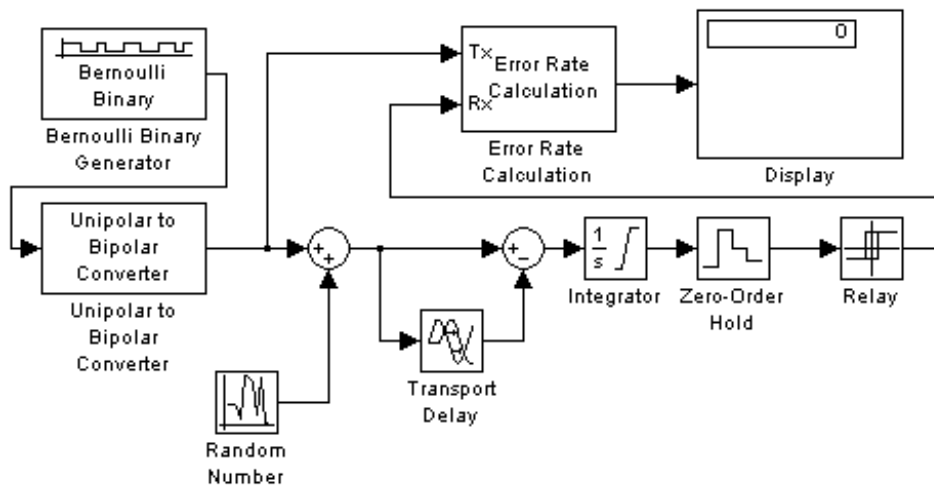 Bernoulli
Binary
Bernoulli Binary
Generator
Tx
Rx
Error Rate
Calculation
Error Rate
Calculation
0
Display
Unipolar to
Bipolar
Converter
Unipolar to
Bipolar
Converter
+
+
+
−
1
s
Integrator
Zero-Order
Hold
Relay
Transport
Delay
Random
Number